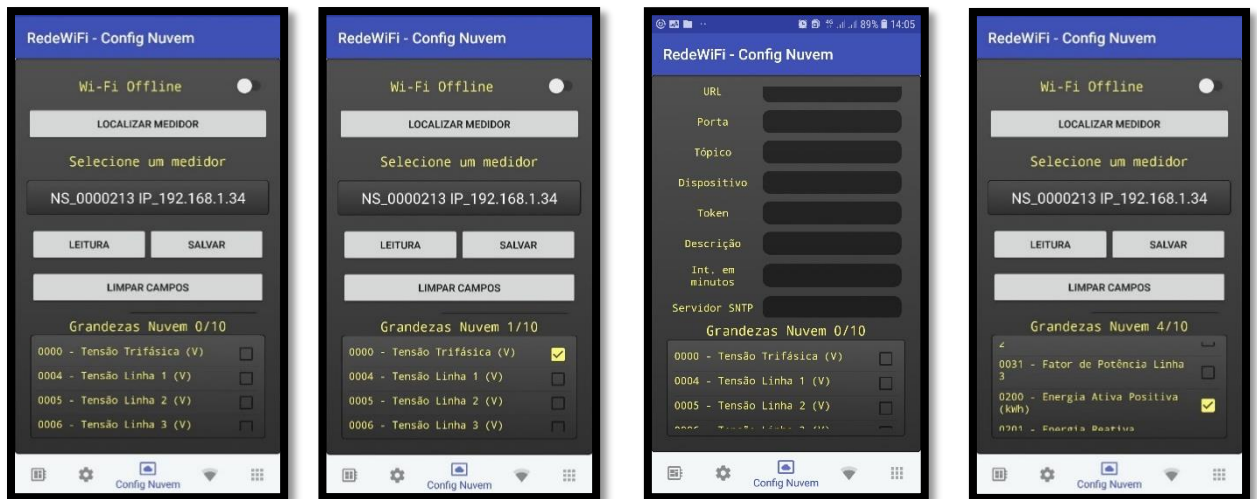 RedeWiFi - Config Nuvem
Wi-Fi Offline
LOCALIZAR MEDIDOR
Selecione um medidor
NS_0000213 IP_192.168.1.34
LEITURA SALVAR
LIMPAR CAMPOS
Grandezas Nuvem 0/10
0000 - Tensão Trifásica (V)
0004 - Tensão Linha 1 (V)
0005 - Tensão Linha 2 (V)
0006 - Tensão Linha 3 (V)
Config Nuvem
RedeWiFi - Config Nuvem
Wi-Fi Offline
LOCALIZAR MEDIDOR
Selecione um medidor
NS_0000213 IP_192.168.1.34
LEITURA SALVAR
LIMPAR CAMPOS
Grandezas Nuvem 1/10
0000 - Tensão Trifásica (V)
0004 - Tensão Linha 1 (V)
0005 - Tensão Linha 2 (V)
0006 - Tensão Linha 3 (V)
Config Nuvem
89% 14:05
RedeWiFi - Config Nuvem
URL
Porta
Tópico
Dispositivo
Token
Descrição
Int. em
minutos
Servidor SNTP
Grandezas Nuvem 0/10
0000 - Tensão Trifásica (V)
0004 - Tensão Linha 1 (V)
0005 - Tensão Linha 2 (V)
0006 - Tensão Linha 3 (V)
Config Nuvem
RedeWiFi - Config Nuvem
Wi-Fi Offline
LOCALIZAR MEDIDOR
Selecione um medidor
NS_0000213 IP_192.168.1.34
LEITURA SALVAR
LIMPAR CAMPOS
Grandezas Nuvem 4/10
2
0031 - Fator de Potência Linha
3
0200 - Energia Ativa Positiva
(kWh)
0201 - Energia Reativa
Config Nuvem